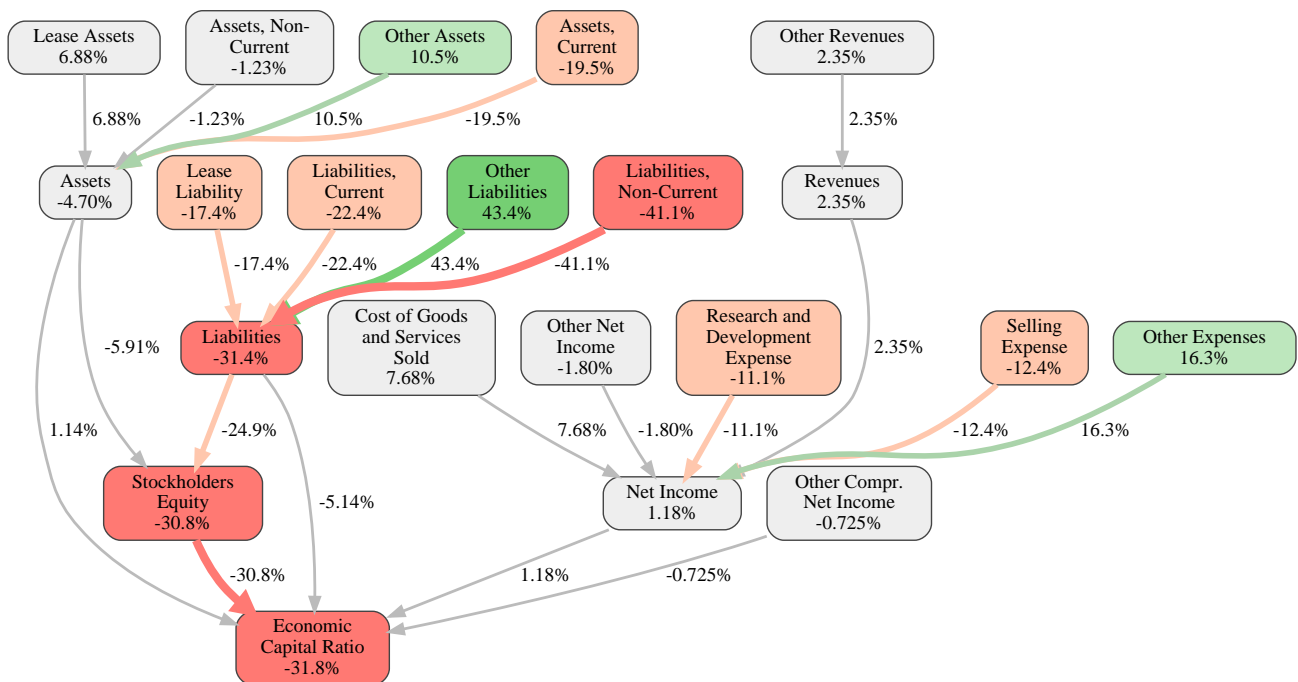 Lease Assets
6.88%
Assets, Non-
Current
-1.23%
Other Assets
10.5%
Assets,
Current
-19.5%
Other Revenues
2.35%
6.88%
-1.23%
10.5%
-19.5%
2.35%
Assets
-4.70%
Lease
Liability
-17.4%
Liabilities,
Current
-22.4%
Other
Liabilities
43.4%
Liabilities,
Non-Current
-41.1%
Revenues
2.35%
-17.4%
-22.4%
43.4%
-41.1%
Liabilities
-31.4%
Cost of Goods
and Services
Sold
7.68%
Other Net
Income
-1.80%
Research and
Development
Expense
-11.1%
Selling
Expense
-12.4%
Other Expenses
16.3%
-5.91%
2.35%
1.14%
-24.9%
7.68%
-1.80%
-11.1%
-12.4%
16.3%
Stockholders
Equity
-30.8%
-5.14%
Net Income
1.18%
Other Compr.
Net Income
-0.725%
-30.8%
1.18%
-0.725%
Economic
Capital Ratio
-31.8%